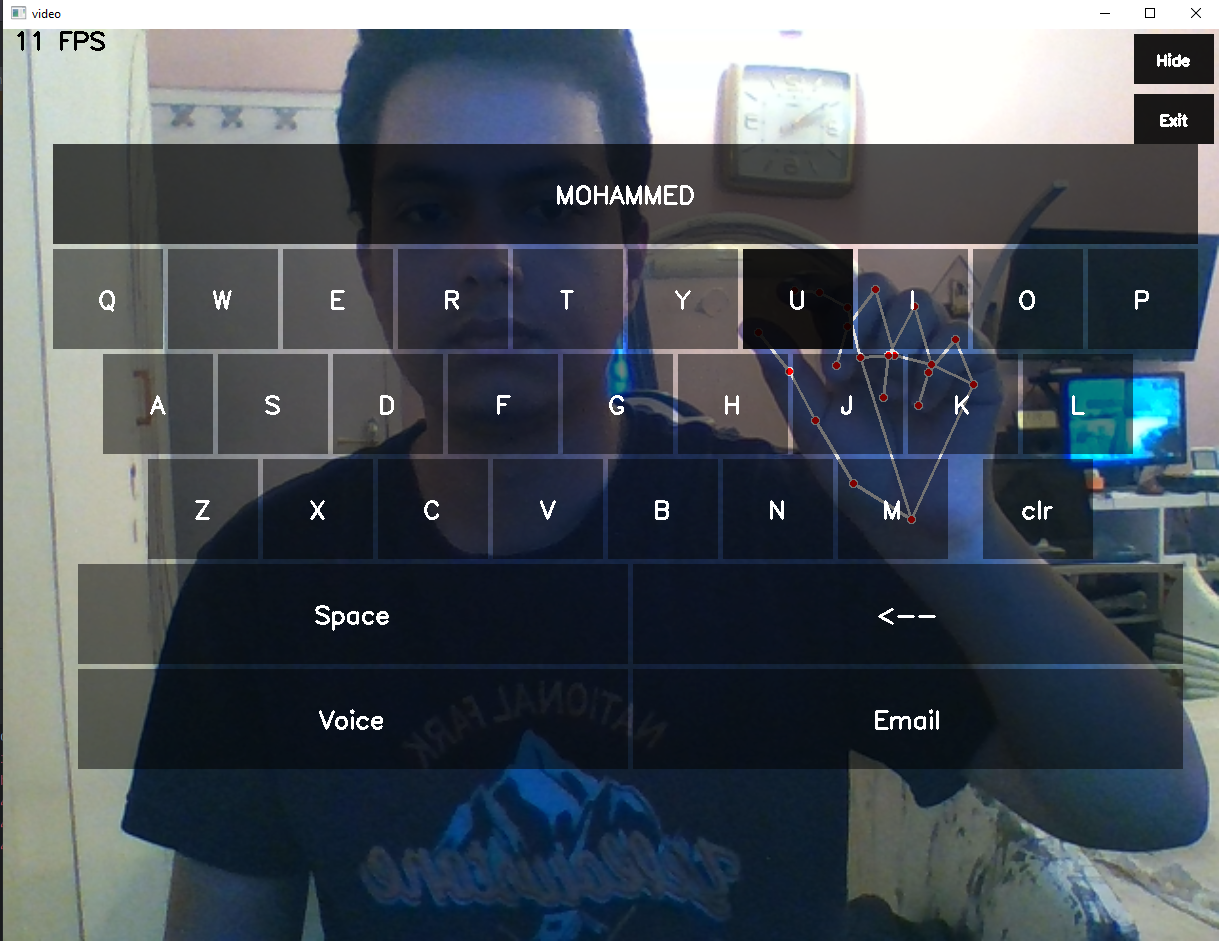 video
11 FPS
Hide
Exit
MOHAMMED
Q W E R T Y U I O P
A S D F G H J K L
Z X C V B N M clr
Space <--
Voice Email
NATIONAL PARK